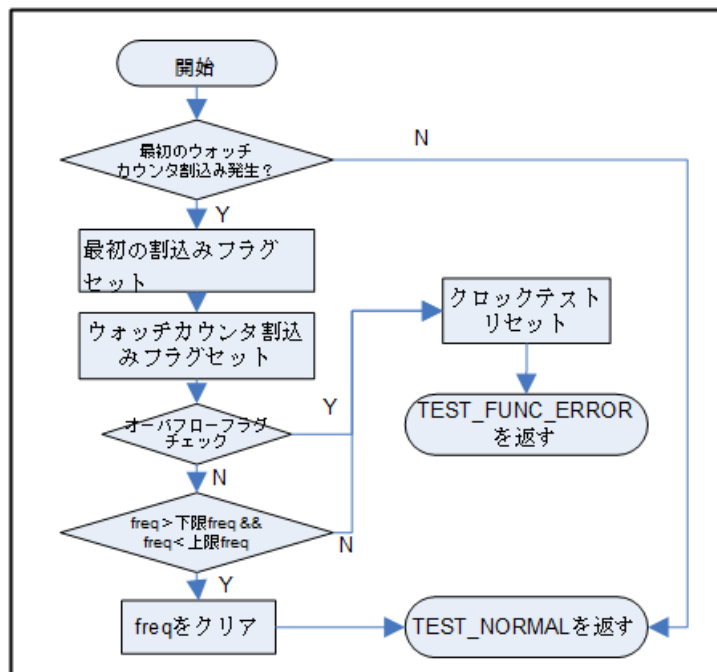 開始
最初のウォッチ
カウンタ割込み発生？
N
Y
最初の割込みフラグ
セット
ウォッチカウンタ割込
みフラグセット
クロックテスト
リセット
オーバフローフラグ
チェック
Y
TEST_FUNC_ERROR
を返す
N
freq > 下限freq &&
freq < 上限freq
N
Y
freqをクリア
TEST_NORMALを返す